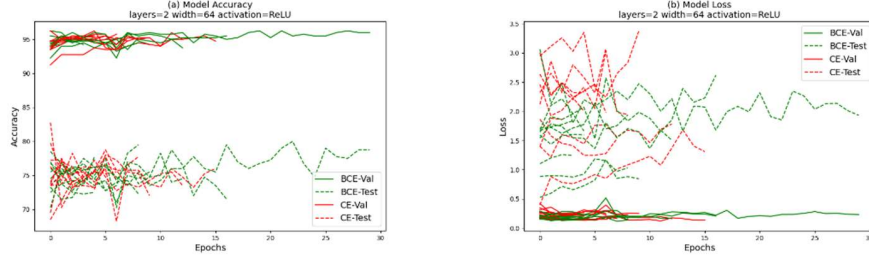 (a) Model Accuracy
layers=2 width=64 activation=ReLU
Accuracy
95
90
85
80
75
70
BCE-Val
BCE-Test
CE-Val
CE-Test
0
5
10
15
20
25
30
Epochs
(b) Model Loss
layers=2 width=64 activation=ReLU
Loss
3.5
3.0
2.5
2.0
1.5
1.0
0.5
0.0
BCE-Val
BCE-Test
CE-Val
CE-Test
0
5
10
15
20
25
30
Epochs